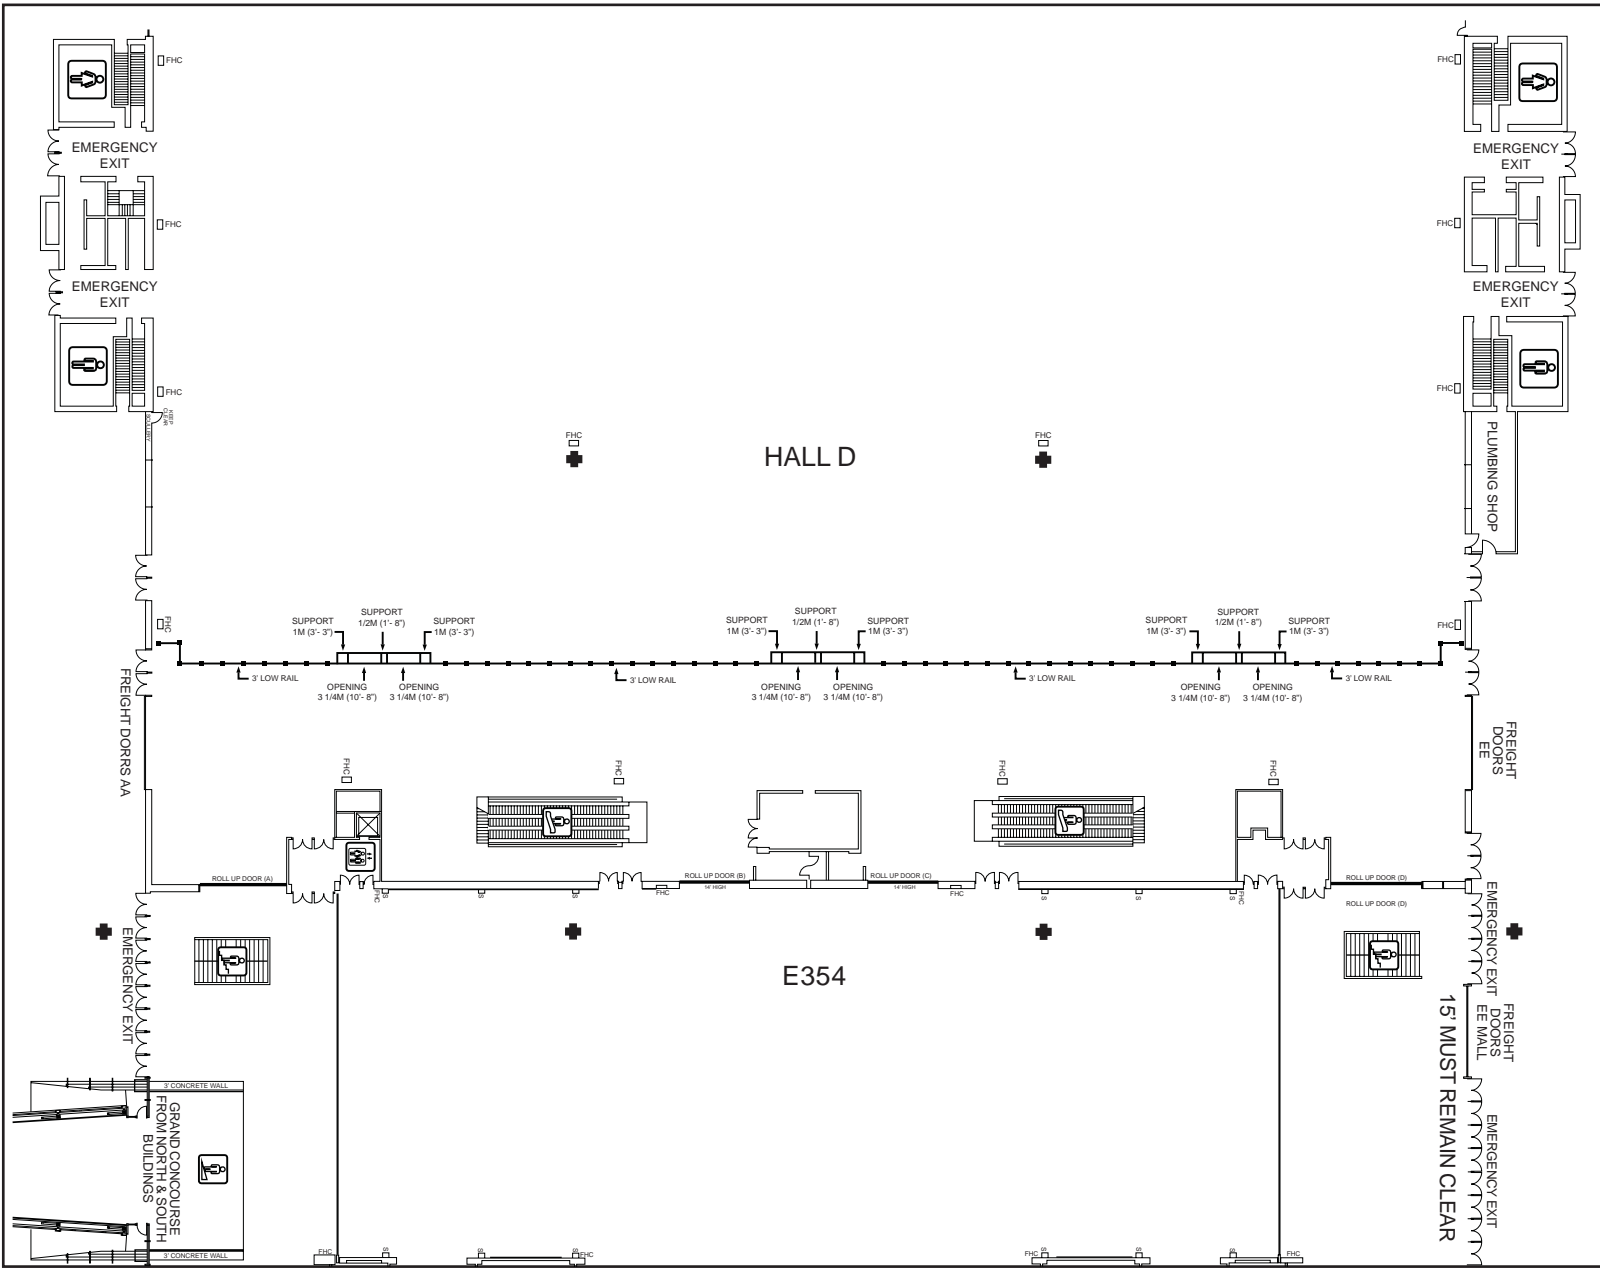 FHC
FHC
EMERGENCY
EXIT
EMERGENCY
EXIT
FHC
FHC
EMERGENCY
EXIT
EMERGENCY
EXIT
FHC
FHC
KEEP
CLEAR
SCULLERY
FHC
FHC
HALL D
PLUMBING SHOP
SUPPORT
1M (3'- 3")
SUPPORT
1/2M (1'- 8")
SUPPORT
1M (3'- 3")
SUPPORT
1M (3'- 3")
SUPPORT
1/2M (1'- 8")
SUPPORT
1M (3'- 3")
SUPPORT
1M (3'- 3")
SUPPORT
1/2M (1'- 8")
SUPPORT
1M (3'- 3")
FHC
FHC
3' LOW RAIL
3' LOW RAIL
3' LOW RAIL
3' LOW RAIL
OPENING
3 1/4M (10'- 8")
OPENING
3 1/4M (10'- 8")
OPENING
3 1/4M (10'- 8")
OPENING
3 1/4M (10'- 8")
OPENING
3 1/4M (10'- 8")
OPENING
3 1/4M (10'- 8")
FREIGHT DORRS AA
FREIGHT
DOORS
EE
FHC
FHC
FHC
FHC
ROLL UP DOOR (A)
ROLL UP DOOR (B)
14' HIGH
ROLL UP DOOR (C)
14' HIGH
ROLL UP DOOR (D)
ROLL UP DOOR (D)
FHC
S
S
S
FHC
FHC
S
S
S
FHC
EMERGENCY EXIT
EMERGENCY EXIT
E354
FREIGHT
DOORS
EE MALL
15' MUST REMAIN CLEAR
EMERGENCY EXIT
3' CONCRETE WALL
GRAND CONCOURSE
FROM NORTH & SOUTH
BUILDINGS
3' CONCRETE WALL
FHC
S
S
S
FHC
S
S
FHC